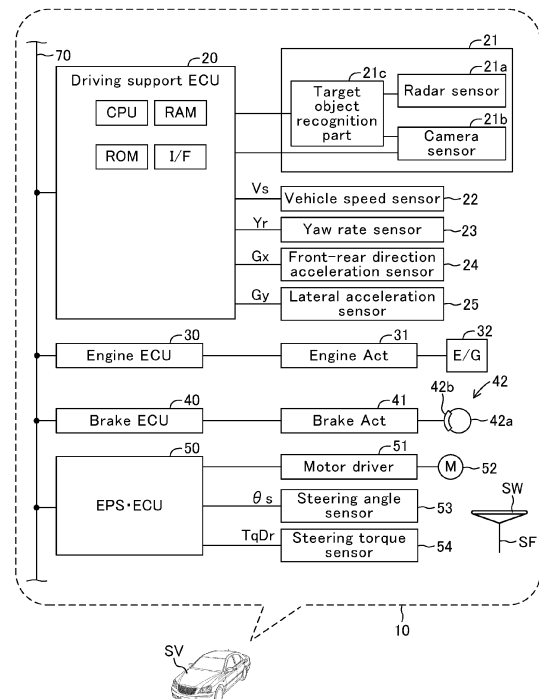 70
20
Driving support ECU
CPU
RAM
ROM
I/F
21
21c
Target
object
recognition
part
21a
Radar sensor
21b
Camera
sensor
Vs
Vehicle speed sensor
22
Yr
Yaw rate sensor
23
Gx
Front-rear direction
acceleration sensor
24
Gy
Lateral acceleration
sensor
25
30
Engine ECU
31
Engine Act
32
E/G
40
Brake ECU
41
Brake Act
42b
42
42a
50
EPS・ECU
51
Motor driver
M
52
θs
Steering angle
sensor
53
TqDr
Steering torque
sensor
54
SW
SF
10
SV